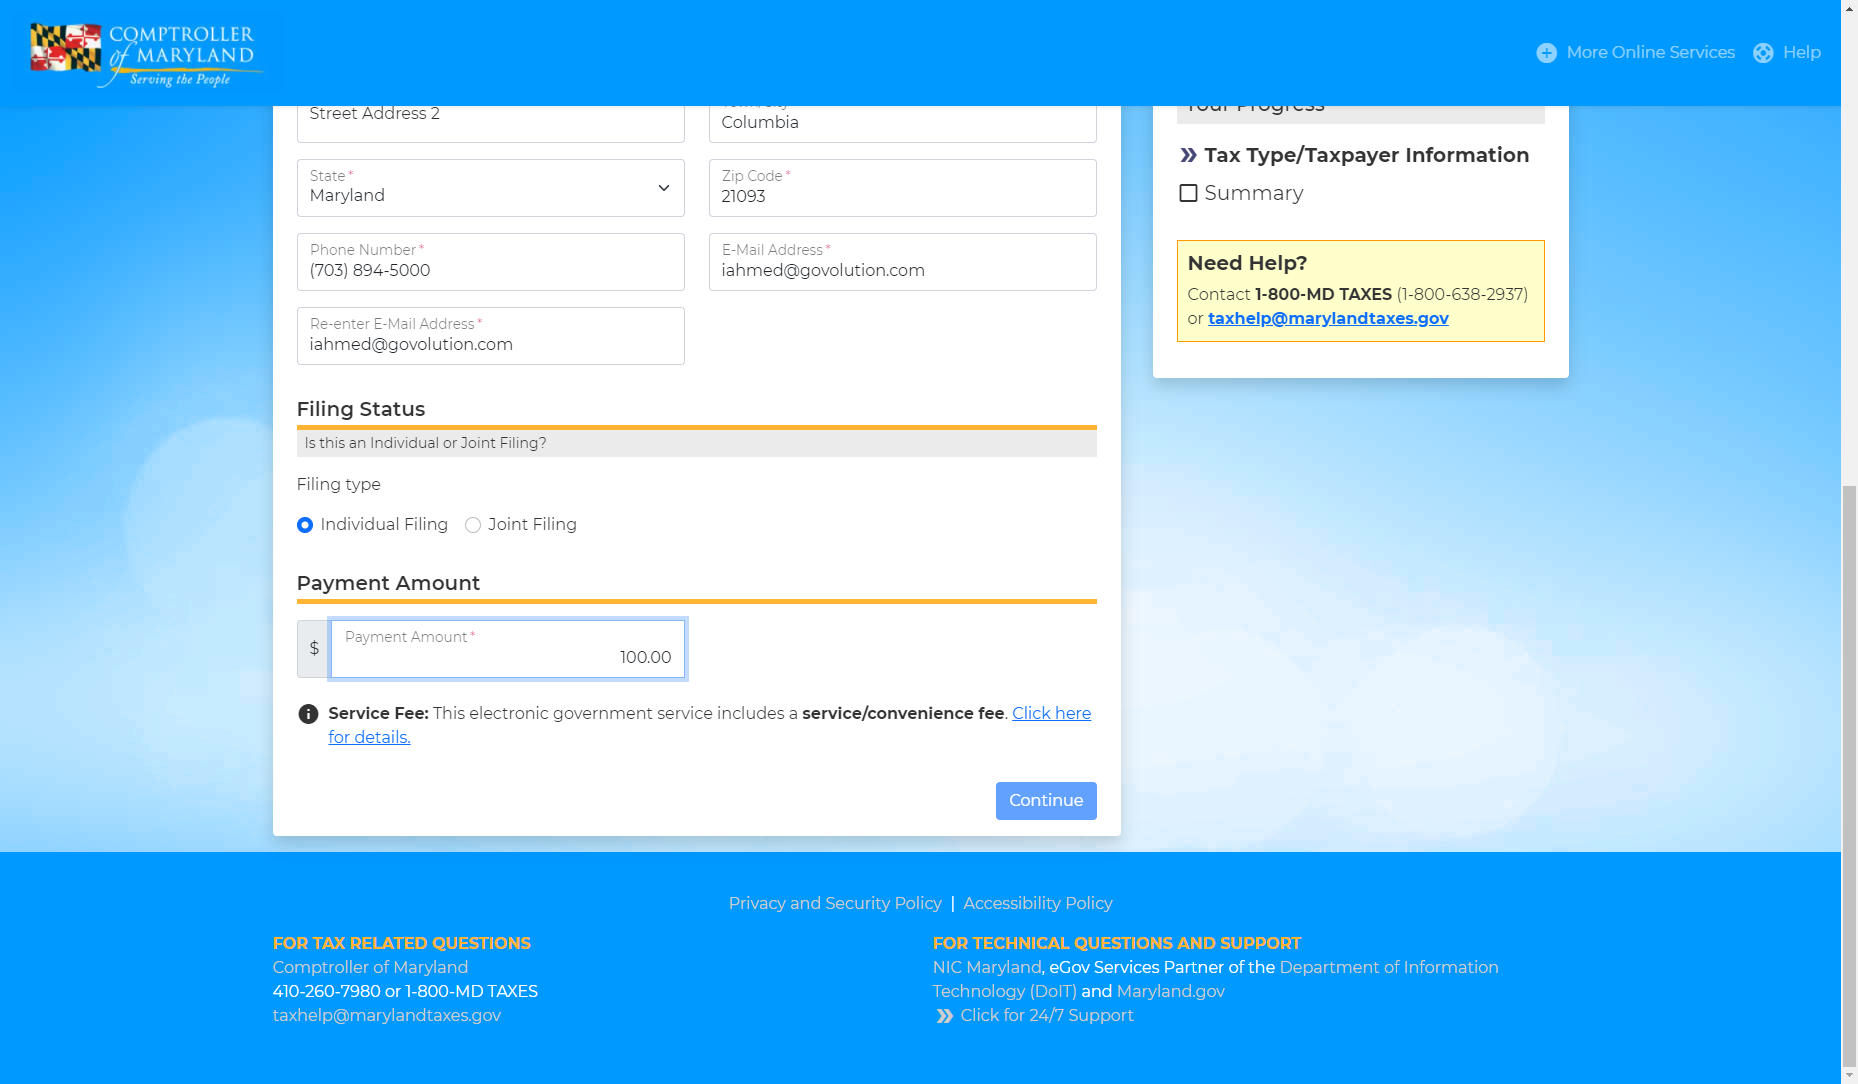 COMPTROLLER
of MARYLAND
Serving the People
More Online Services
Help
Street Address 2
Town/City
Columbia
State *
Maryland
Zip Code *
21093
Phone Number *
(703) 894-5000
E-Mail Address *
iahmed@govolution.com
Re-enter E-Mail Address *
iahmed@govolution.com
Filing Status
Is this an Individual or Joint Filing?
Filing type
Individual Filing
Joint Filing
Payment Amount
$
Payment Amount *
100.00
Service Fee: This electronic government service includes a service/convenience fee. Click here
for details.
Continue
Your Progress
Tax Type/Taxpayer Information
Summary
Need Help?
Contact 1-800-MD TAXES (1-800-638-2937)
or taxhelp@marylandtaxes.gov
Privacy and Security Policy | Accessibility Policy
FOR TAX RELATED QUESTIONS
Comptroller of Maryland
410-260-7980 or 1-800-MD TAXES
taxhelp@marylandtaxes.gov
FOR TECHNICAL QUESTIONS AND SUPPORT
NIC Maryland, eGov Services Partner of the Department of Information
Technology (DoIT) and Maryland.gov
Click for 24/7 Support